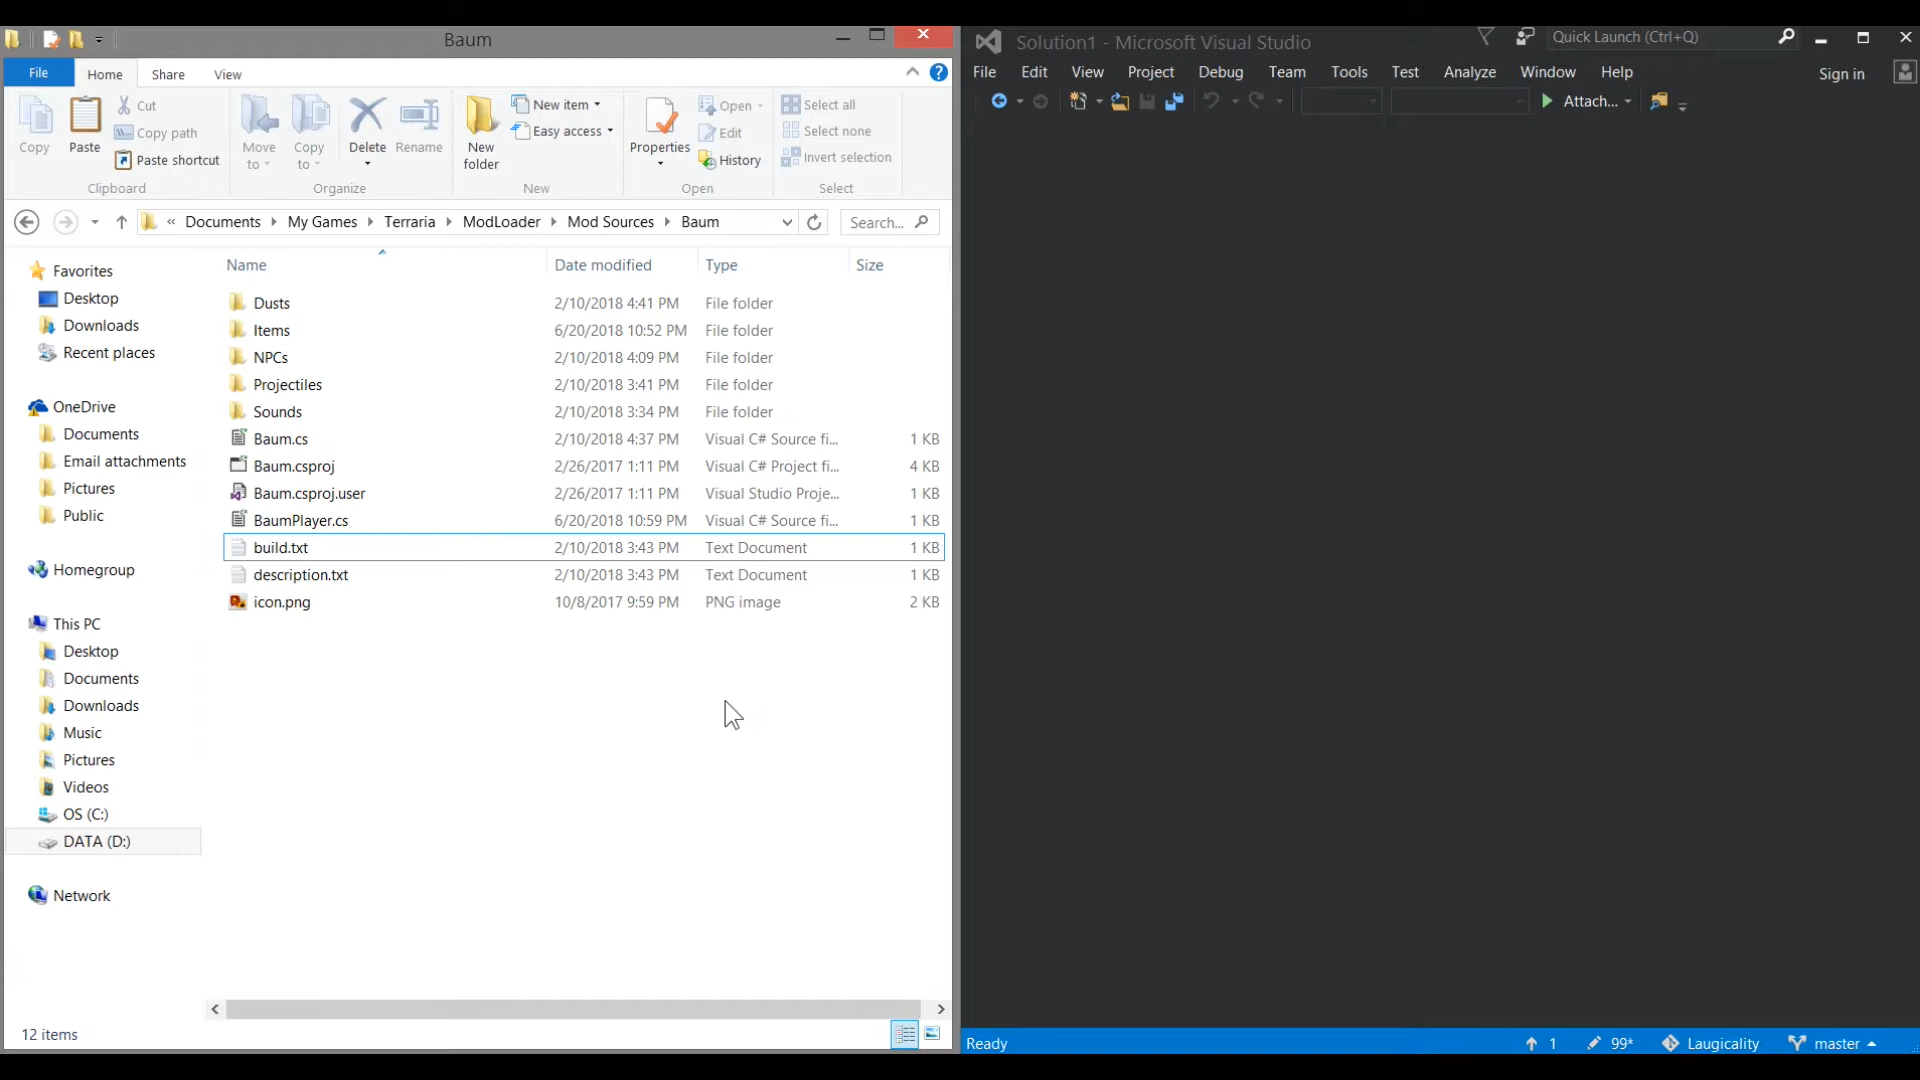 Baum
File
Home
Share
View
Copy
Paste
Cut
Copy path
Paste shortcut
Clipboard
Move to
Copy to
Delete
Rename
Organize
New folder
New item
Easy access
New
Properties
Open
Edit
History
Open
Select all
Select none
Invert selection
Select
« Documents My Games Terraria ModLoader Mod Sources Baum
Search...
Favorites
Desktop
Downloads
Recent places
OneDrive
Documents
Email attachments
Pictures
Public
Homegroup
This PC
Desktop
Documents
Downloads
Music
Pictures
Videos
OS (C:)
DATA (D:)
Network
Name Date modified Type Size
Dusts 2/10/2018 4:41 PM File folder
Items 6/20/2018 10:52 PM File folder
NPCs 2/10/2018 4:09 PM File folder
Projectiles 2/10/2018 3:41 PM File folder
Sounds 2/10/2018 3:34 PM File folder
Baum.cs 2/10/2018 4:37 PM Visual C# Source fi... 1 KB
Baum.csproj 2/26/2017 1:11 PM Visual C# Project fi... 4 KB
Baum.csproj.user 2/26/2017 1:11 PM Visual Studio Proje... 1 KB
BaumPlayer.cs 6/20/2018 10:59 PM Visual C# Source fi... 1 KB
build.txt 2/10/2018 3:43 PM Text Document 1 KB
description.txt 2/10/2018 3:43 PM Text Document 1 KB
icon.png 10/8/2017 9:59 PM PNG image 2 KB
12 items
Solution1 - Microsoft Visual Studio
Quick Launch (Ctrl+Q)
File Edit View Project Debug Team Tools Test Analyze Window Help
Sign in
Attach...
Ready
1
99*
Laugicality
master